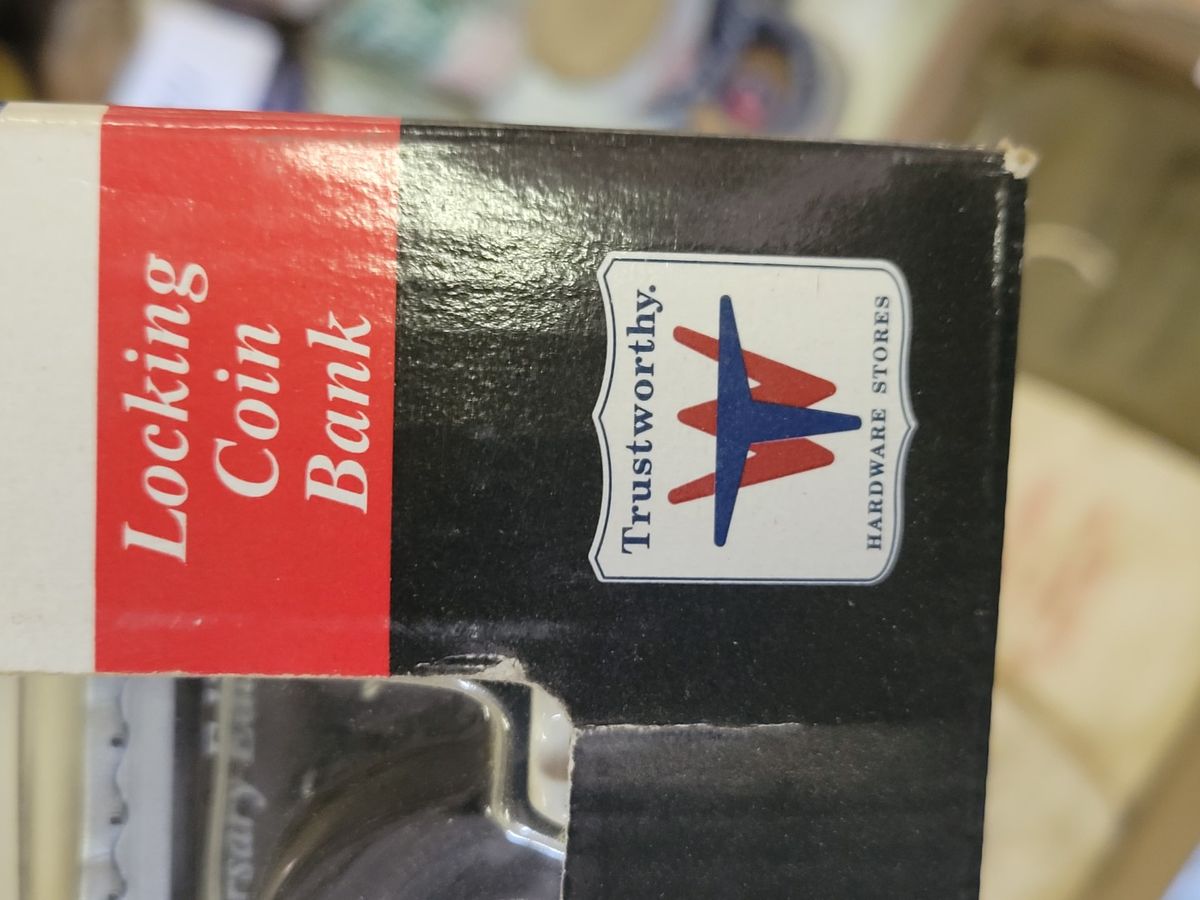 Locking
Coin
Bank
Trustworthy.
HARDWARE STORES